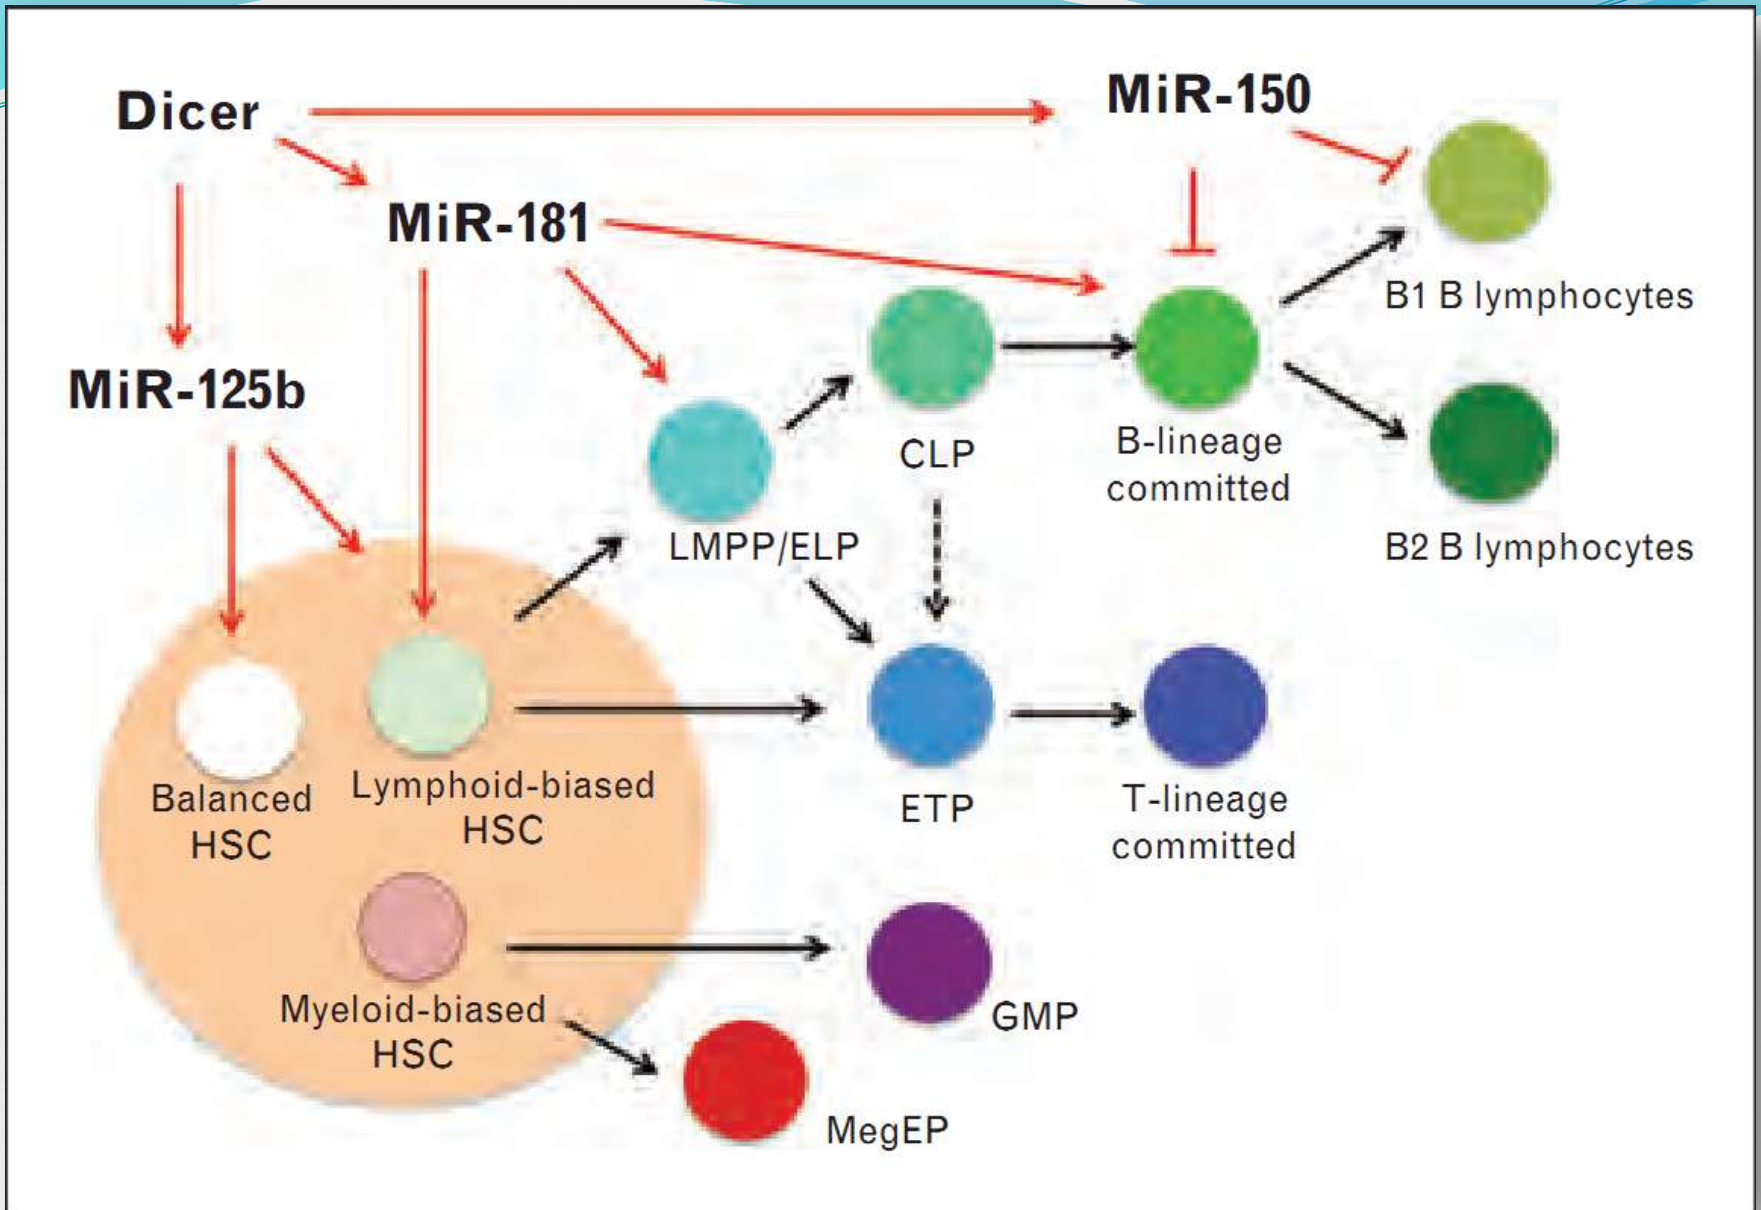 Dicer
MiR-150
MiR-181
B1 B lymphocytes
MiR-125b
CLP
B-lineage
committed
LMPP/ELP
B2 B lymphocytes
Balanced
HSC
Lymphoid-biased
HSC
ETP
T-lineage
committed
Myeloid-biased
HSC
GMP
MegEP